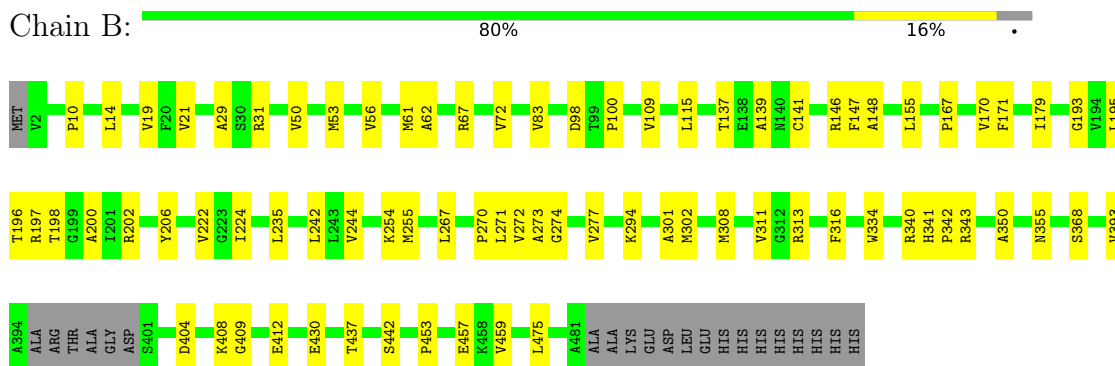 Chain B:
80% 16% •
MET V2 P10 L14 V19 F20 V21 A29 S30 R31 V50 M53 V56 M61 A62 R67 V72 V83 D98 T99 P100 V109 L115 T137 E138 A139 N140 C141 R146 F147 A148 L155 P167 V170 F171 I179 G193 V194 L195
T196 R197 T198 G199 A200 I201 R202 Y206 V222 G223 I224 L235 L242 L243 V244 K254 M255 L267 P270 L271 V272 A273 G274 V277 K294 A301 M302 M308 V311 G312 R313 F316 W334 R340 H341 P342 R343 A350 N355 S368
A394 ALA ARG THR ALA GLY ASP S401 D404 K408 G409 E412 E430 T437 S442 P453 E457 K458 V459 L475 A481 ALA ALA LYS GLU ASP LEU GLU HIS HIS HIS HIS HIS HIS HIS HIS